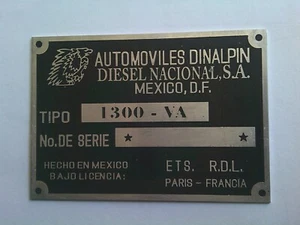 AUTOMOVILES DINALPIN
DIESEL NACIONAL, S.A.
MEXICO, D.F.
TIPO 1300 - VA
No. DE SERIE * *
HECHO EN MEXICO
BAJO LICENCIA:
ETS. R.D.L.
PARIS - FRANCIA